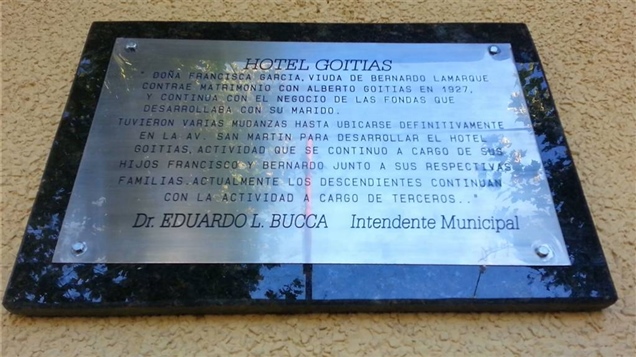 HOTEL GOITIAS
" DOÑA FRANCISCA GARCIA, VIUDA DE BERNARDO LAMARQUE
CONTRAE MATRIMONIO CON ALBERTO GOITIAS EN 1927,
Y CONTINUA CON EL NEGOCIO DE LAS FONDAS QUE
DESARROLLABA CON SU MARIDO.
TUVIERON VARIAS MUDANZAS HASTA UBICARSE DEFINITIVAMENTE
EN LA AV. SAN MARTIN PARA DESARROLLAR EL HOTEL
GOITIAS, ACTIVIDAD QUE SE CONTINUO A CARGO DE SUS
HIJOS FRANCISCO Y BERNARDO JUNTO A SUS RESPECTIVAS
FAMILIAS. ACTUALMENTE LOS DESCENDIENTES CONTINUAN
CON LA ACTIVIDAD A CARGO DE TERCEROS.."
Dr. EDUARDO L. BUCCA Intendente Municipal